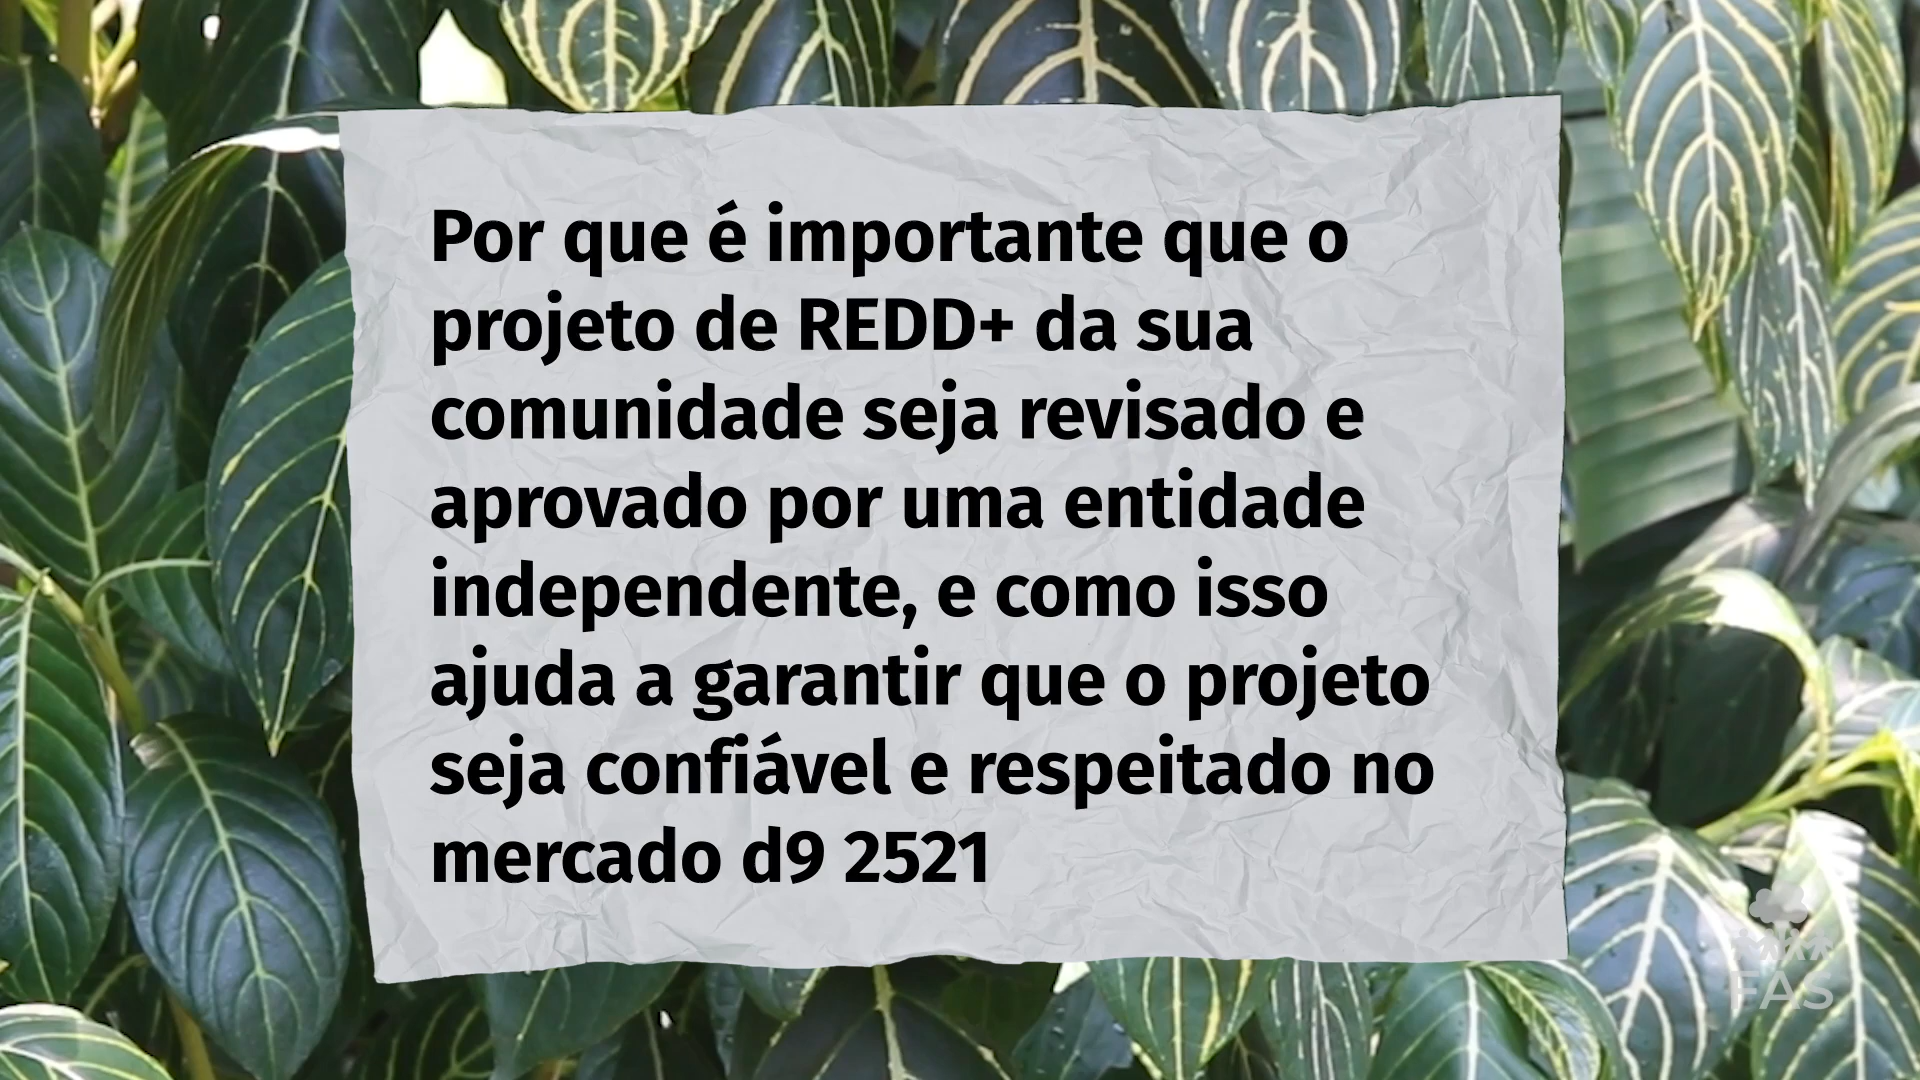 Por que é importante que o
projeto de REDD+ da sua
comunidade seja revisado e
aprovado por uma entidade
independente, e como isso
ajuda a garantir que o projeto
seja confiável e respeitado no
mercado d9 2521
FAS